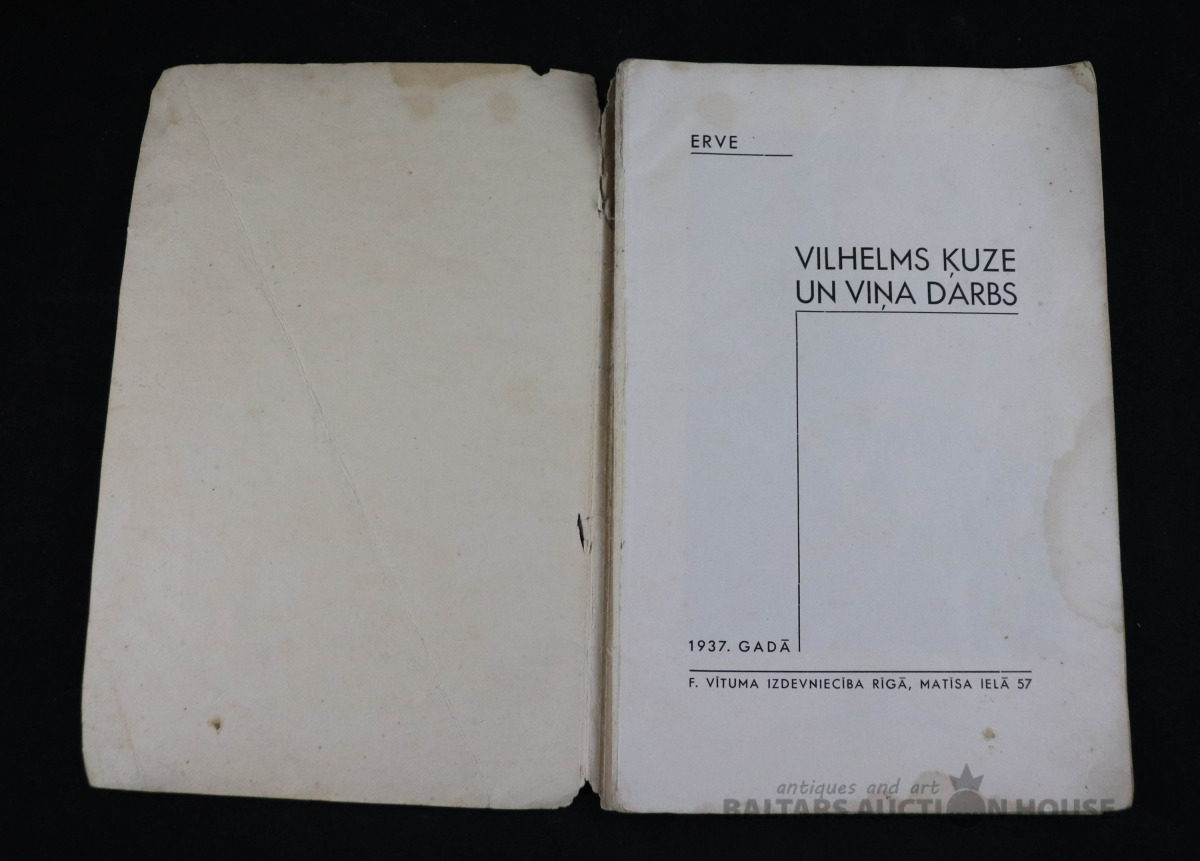 ERVE
VILHELMS ĶUZE
UN VIŅA DARBS
1937. GADĀ
F. VĪTUMA IZDEVNIECĪBA RĪGĀ, MATĪSA IELĀ 57
antiques and art
BALTARS AUCTION HOUSE